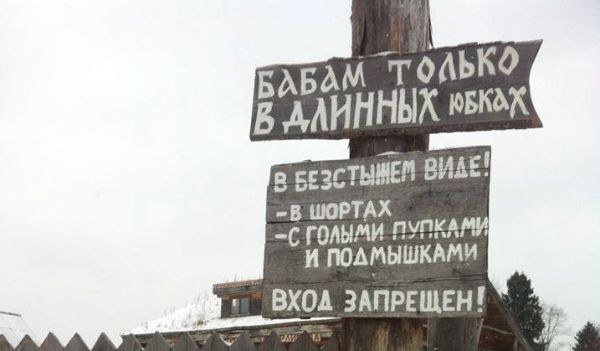 БАБАМ ТОЛЬКО
В ДЛИННЫХ ЮБКАХ
В БЕЗСТЫЖЕМ ВИДЕ!
-В ШОРТАХ
-С ГОЛЫМИ ПУПКАМИ
И ПОДМЫШКАМИ
ВХОД ЗАПРЕЩЕН!